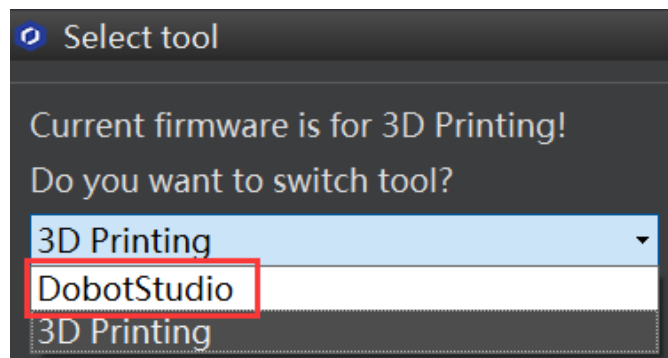 Select tool
Current firmware is for 3D Printing!
Do you want to switch tool?
3D Printing
DobotStudio
3D Printing